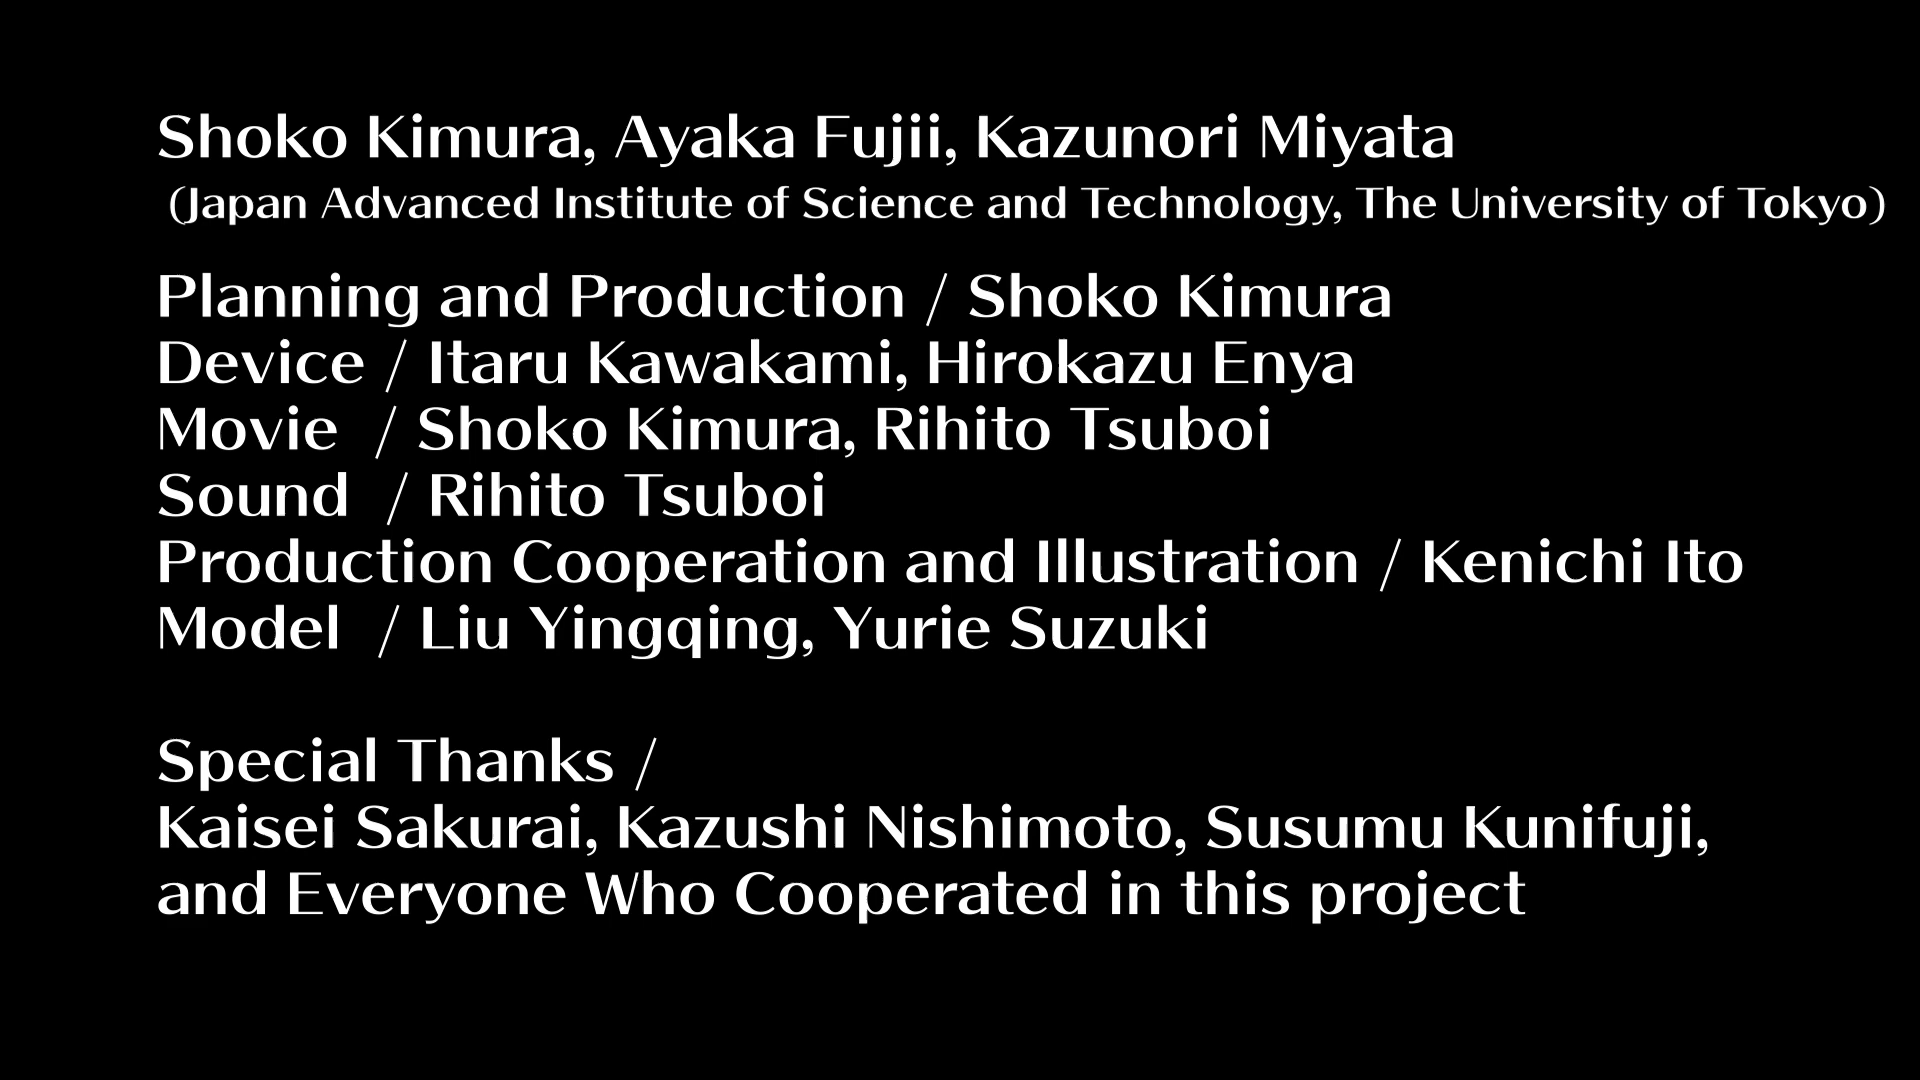 Shoko Kimura, Ayaka Fujii, Kazunori Miyata
(Japan Advanced Institute of Science and Technology, The University of Tokyo)
Planning and Production / Shoko Kimura
Device / Itaru Kawakami, Hirokazu Enya
Movie / Shoko Kimura, Rihito Tsuboi
Sound / Rihito Tsuboi
Production Cooperation and Illustration / Kenichi Ito
Model / Liu Yingqing, Yurie Suzuki
Special Thanks /
Kaisei Sakurai, Kazushi Nishimoto, Susumu Kunifuji,
and Everyone Who Cooperated in this project